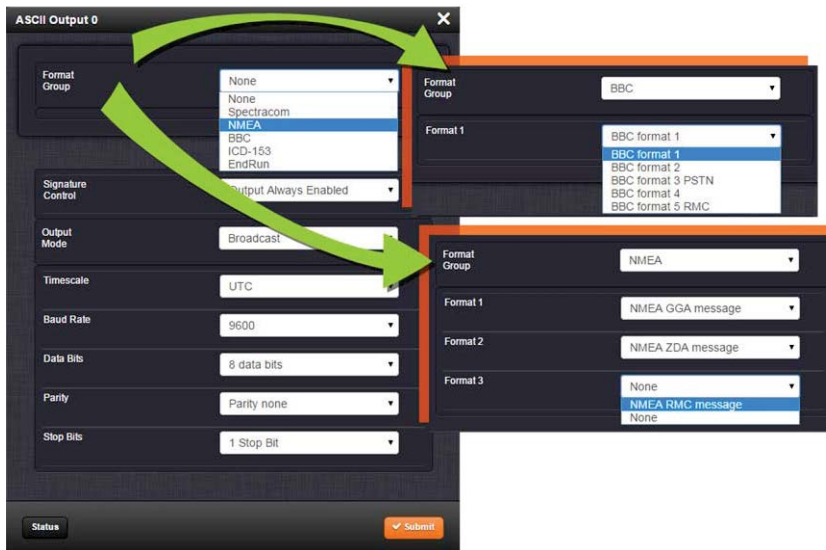 ASCII Output 0
Format
Group
None
None
Spectracom
NMEA
BBC
ICD-153
EndRun
Signature
Control
Output Always Enabled
Output
Mode
Broadcast
Timescale
UTC
Baud Rate
9600
Data Bits
8 data bits
Parity
Parity none
Stop Bits
1 Stop Bit
Status
Submit
Format
Group
BBC
Format 1
BBC format 1
BBC format 1
BBC format 2
BBC format 3 PSTN
BBC format 4
BBC format 5 RMC
Format
Group
NMEA
Format 1
NMEA GGA message
Format 2
NMEA ZDA message
Format 3
None
NMEA RMC message
None